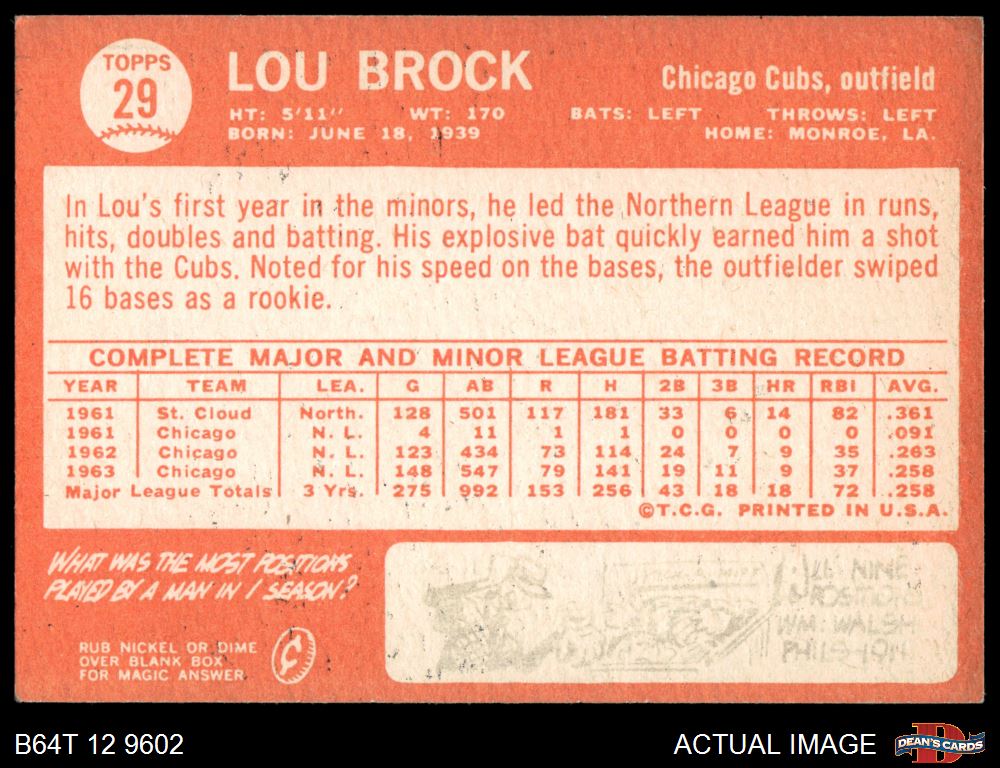 TOPPS
29
LOU BROCK
Chicago Cubs, outfield
HT: 5'11" WT: 170 BATS: LEFT THROWS: LEFT
BORN: JUNE 18, 1939 HOME: MONROE, LA.
In Lou's first year in the minors, he led the Northern League in runs,
hits, doubles and batting. His explosive bat quickly earned him a shot
with the Cubs. Noted for his speed on the bases, the outfielder swiped
16 bases as a rookie.
COMPLETE MAJOR AND MINOR LEAGUE BATTING RECORD
YEAR TEAM LEA. G AB R H 2B 3B HR RBI AVG.
1961 St. Cloud North. 128 501 117 181 33 6 14 82 .361
1961 Chicago N. L. 4 11 1 1 0 0 0 0 .091
1962 Chicago N. L. 123 434 73 114 24 7 9 35 .263
1963 Chicago N. L. 148 547 79 141 19 11 9 37 .258
Major League Totals 3 Yrs. 275 992 153 256 43 18 18 72 .258
©T.C.G. PRINTED IN U.S.A.
WHAT WAS THE MOST POSITIONS
PLAYED BY A MAN IN 1 SEASON?
RUB NICKEL OR DIME
OVER BLANK BOX
FOR MAGIC ANSWER
¢
ALL NINE
POSITIONS
WM. WALSH
B64T 12 9602
ACTUAL IMAGE
D
DEAN'S CARDS